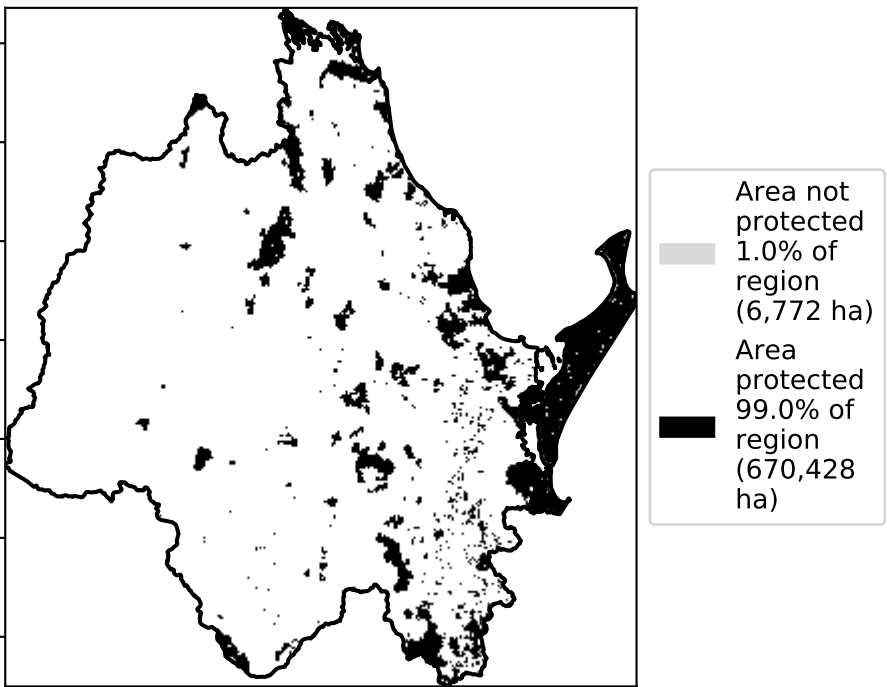 Area not
protected
1.0% of
region
(6,772 ha)
Area
protected
99.0% of
region
(670,428
ha)